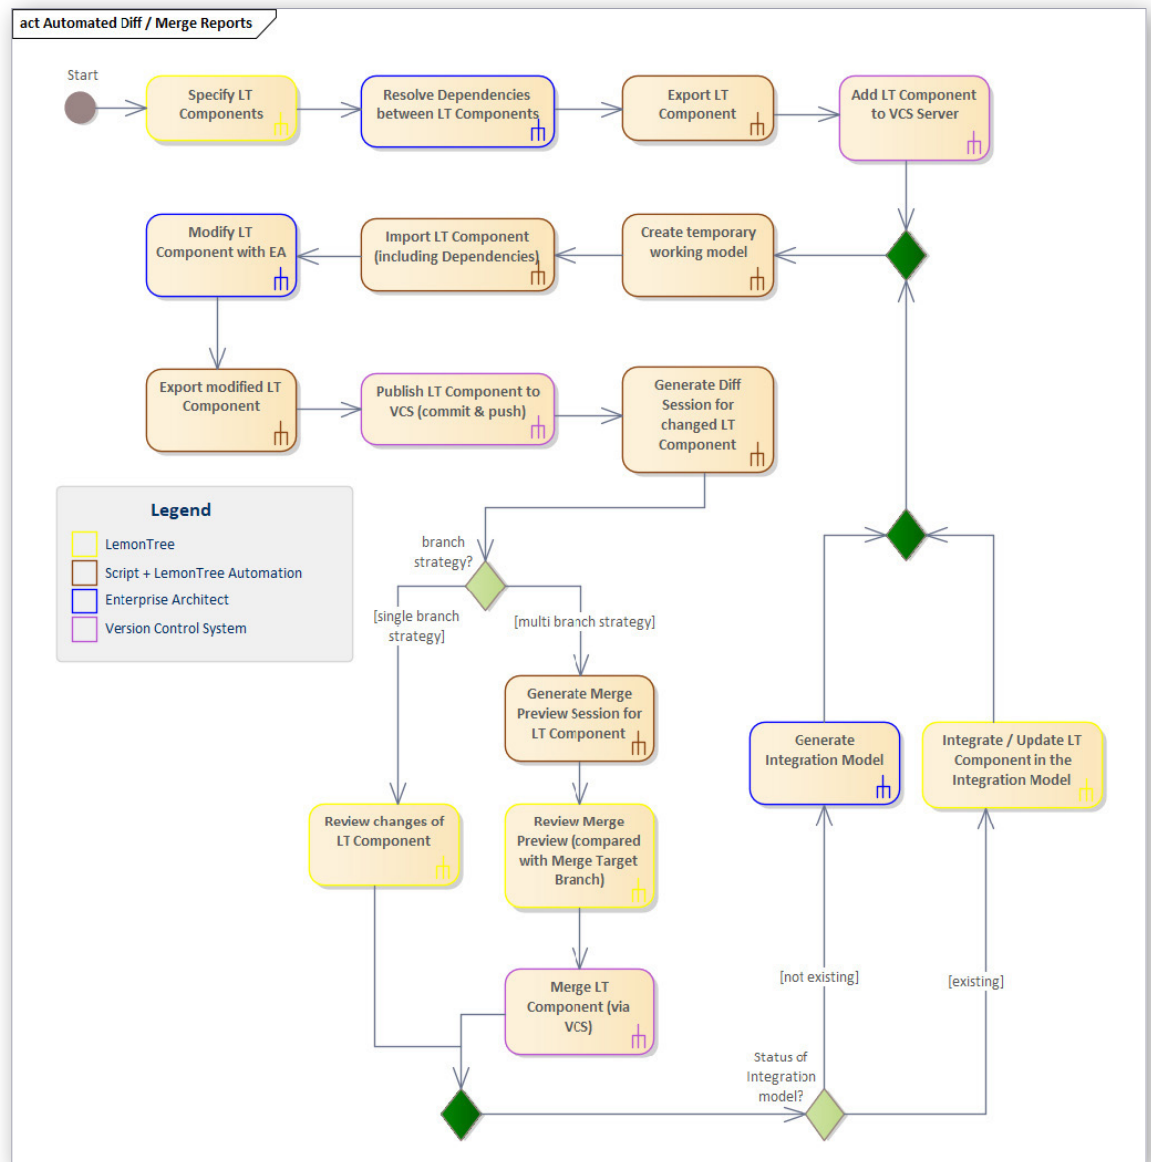 act Automated Diff / Merge Reports
Start
Specify LT
Components
Resolve Dependencies
between LT Components
Export LT
Component
Add LT Component
to VCS Server
Modify LT
Component with EA
Import LT Component
(including Dependencies)
Create temporary
working model
Export modified LT
Component
Publish LT Component to
VCS (commit & push)
Generate Diff
Session for
changed LT
Component
Legend
LemonTree
Script + LemonTree Automation
Enterprise Architect
Version Control System
branch
strategy?
[single branch
strategy]
[multi branch strategy]
Generate Merge
Preview Session for
LT Component
Generate
Integration Model
Integrate / Update LT
Component in the
Integration Model
Review changes of
LT Component
Review Merge
Preview (compared
with Merge Target
Branch)
[not existing]
[existing]
Merge LT
Component (via
VCS)
Status of
Integration
model?